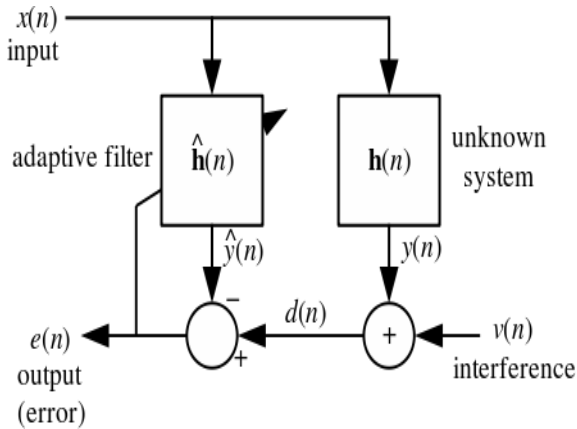 x(n)
input
adaptive filter
ĥ(n)
h(n)
unknown
system
ŷ(n)
y(n)
−
d(n)
+
+
e(n)
output
(error)
v(n)
interference